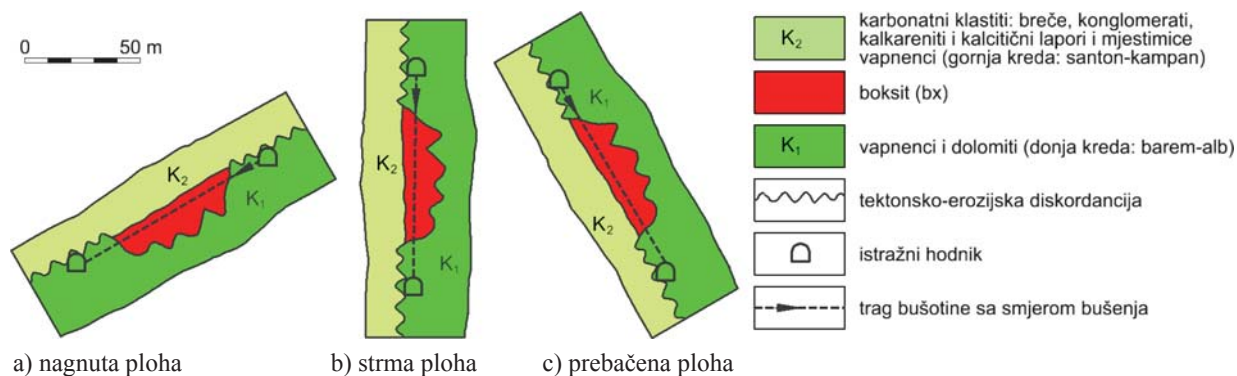 0 50 m
K₂
K₁
K₂
K₁
K₁
K₂
a) nagnuta ploha
b) strma ploha
c) prebačena ploha
K₂
karbonatni klastiti: breče, konglomerati,
kalkareniti i kalcitični lapori i mjestimice
vapnenci (gornja kreda: santon-kampan)
boksit (bx)
K₁
vapnenci i dolomiti (donja kreda: barem-alb)
tektonsko-erozijska diskordancija
istražni hodnik
trag bušotine sa smjerom bušenja